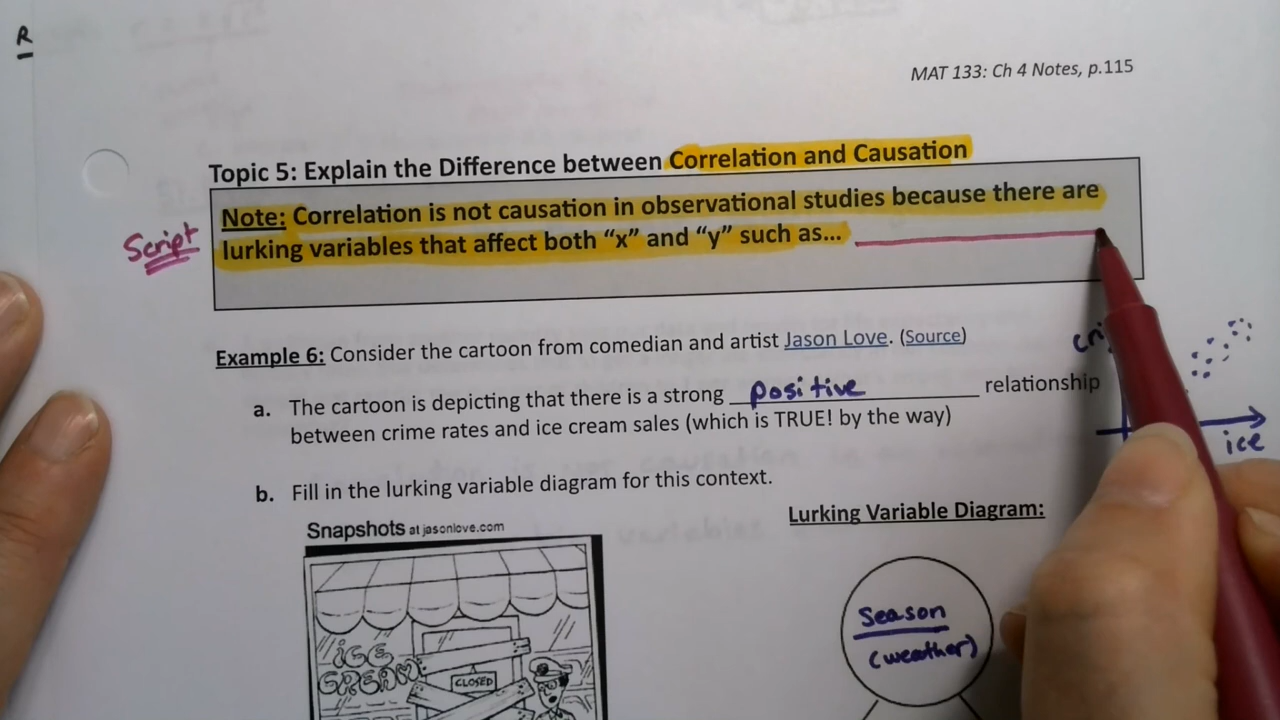 R
MAT 133: Ch 4 Notes, p.115
Topic 5: Explain the Difference between Correlation and Causation
Note: Correlation is not causation in observational studies because there are
Script
lurking variables that affect both “x” and “y” such as...
Example 6: Consider the cartoon from comedian and artist Jason Love. (Source)
a. The cartoon is depicting that there is a strong positive relationship
between crime rates and ice cream sales (which is TRUE! by the way)
ice
b. Fill in the lurking variable diagram for this context.
Snapshots at jasonlove.com
Lurking Variable Diagram:
Season
(weather)
ICE
CREAM
CLOSED